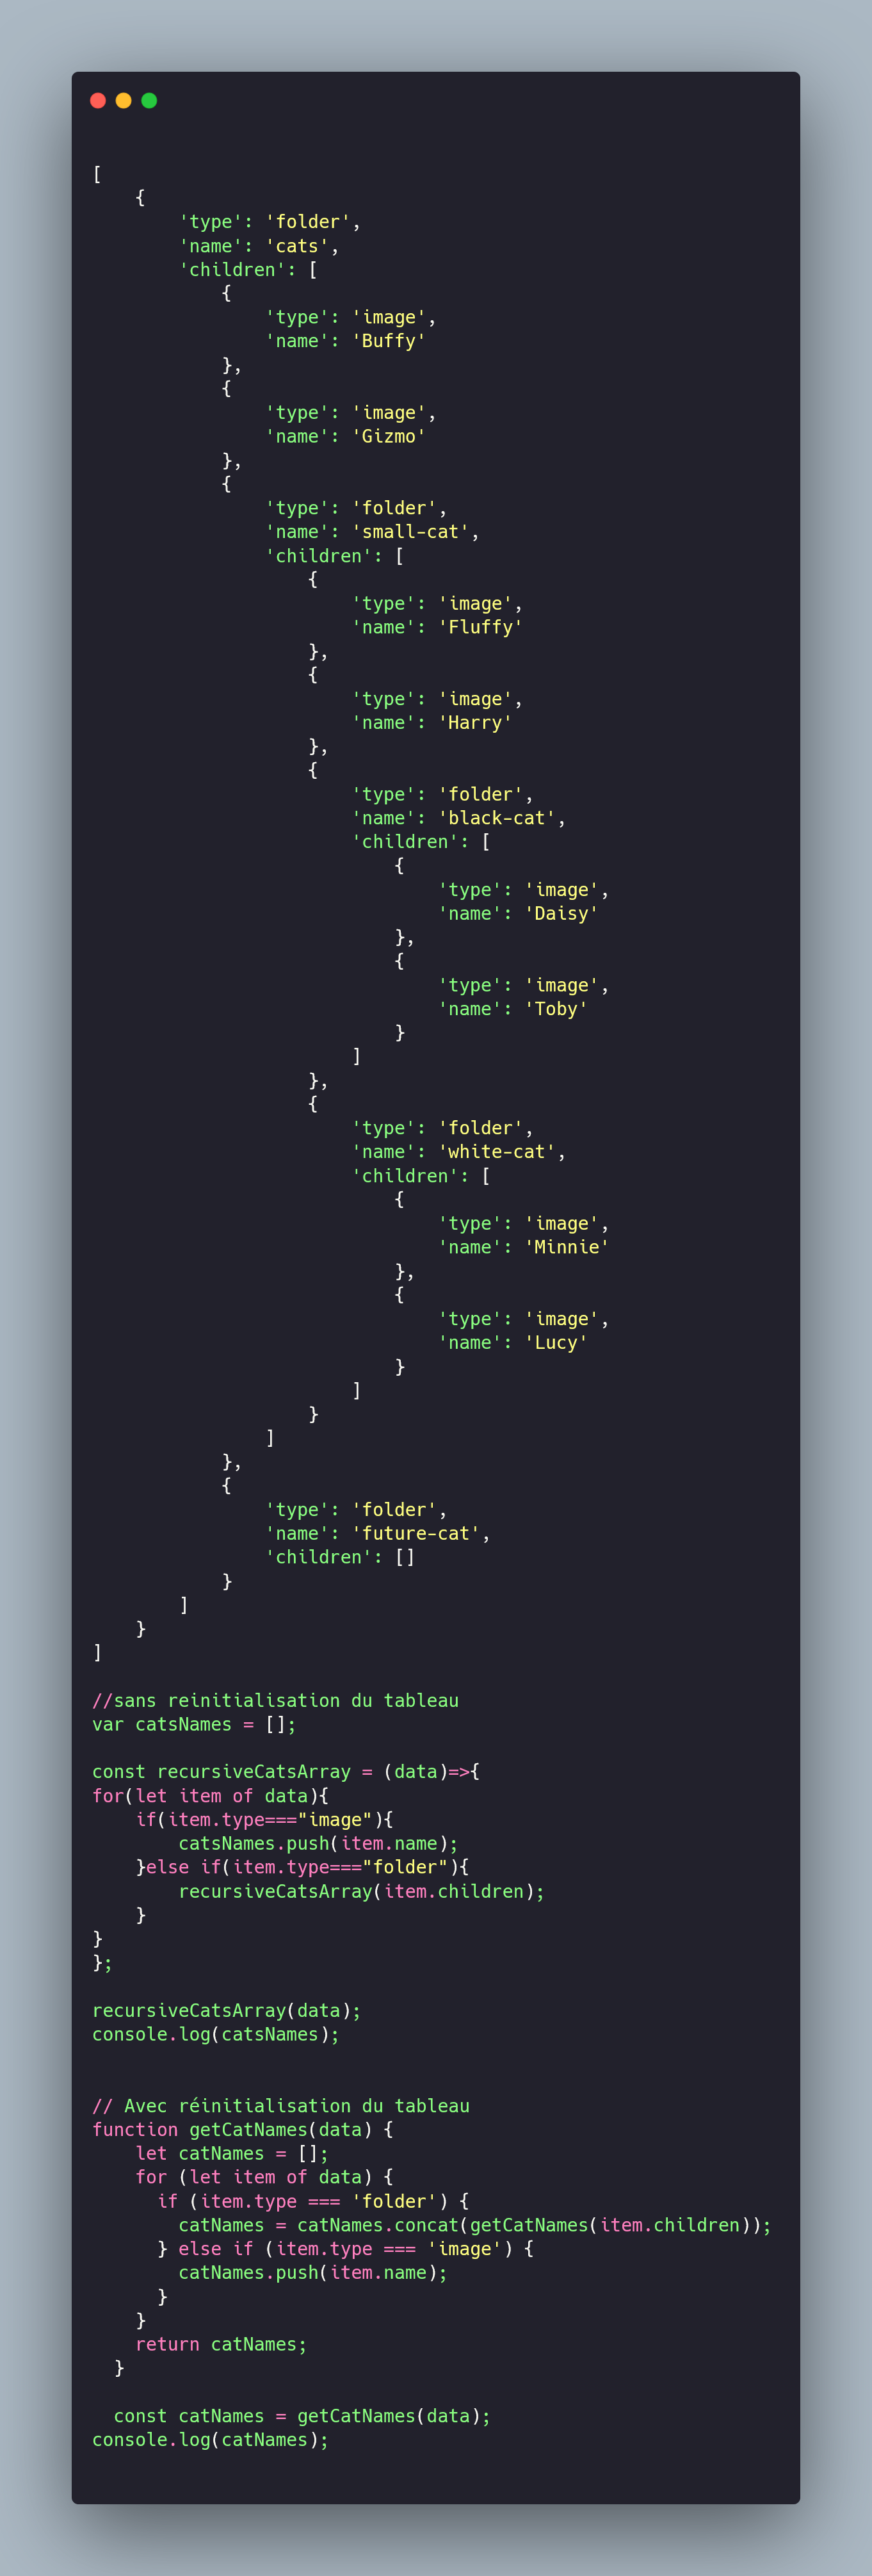 [
    {
        'type': 'folder',
        'name': 'cats',
        'children': [
            {
                'type': 'image',
                'name': 'Buffy'
            },
            {
                'type': 'image',
                'name': 'Gizmo'
            },
            {
                'type': 'folder',
                'name': 'small-cat',
                'children': [
                    {
                        'type': 'image',
                        'name': 'Fluffy'
                    },
                    {
                        'type': 'image',
                        'name': 'Harry'
                    },
                    {
                        'type': 'folder',
                        'name': 'black-cat',
                        'children': [
                            {
                                'type': 'image',
                                'name': 'Daisy'
                            },
                            {
                                'type': 'image',
                                'name': 'Toby'
                            }
                        ]
                    },
                    {
                        'type': 'folder',
                        'name': 'white-cat',
                        'children': [
                            {
                                'type': 'image',
                                'name': 'Minnie'
                            },
                            {
                                'type': 'image',
                                'name': 'Lucy'
                            }
                        ]
                    }
                ]
            },
            {
                'type': 'folder',
                'name': 'future-cat',
                'children': []
            }
        ]
    }
]

//sans reinitialisation du tableau
var catsNames = [];

const recursiveCatsArray = (data)=>{
for(let item of data){
    if(item.type==="image"){
        catsNames.push(item.name);
    }else if(item.type==="folder"){
        recursiveCatsArray(item.children);
    }
}
};

recursiveCatsArray(data);
console.log(catsNames);


// Avec réinitialisation du tableau
function getCatNames(data) {
    let catNames = [];
    for (let item of data) {
      if (item.type === 'folder') {
        catNames = catNames.concat(getCatNames(item.children));
      } else if (item.type === 'image') {
        catNames.push(item.name);
      }
    }
    return catNames;
  }

  const catNames = getCatNames(data);
console.log(catNames);